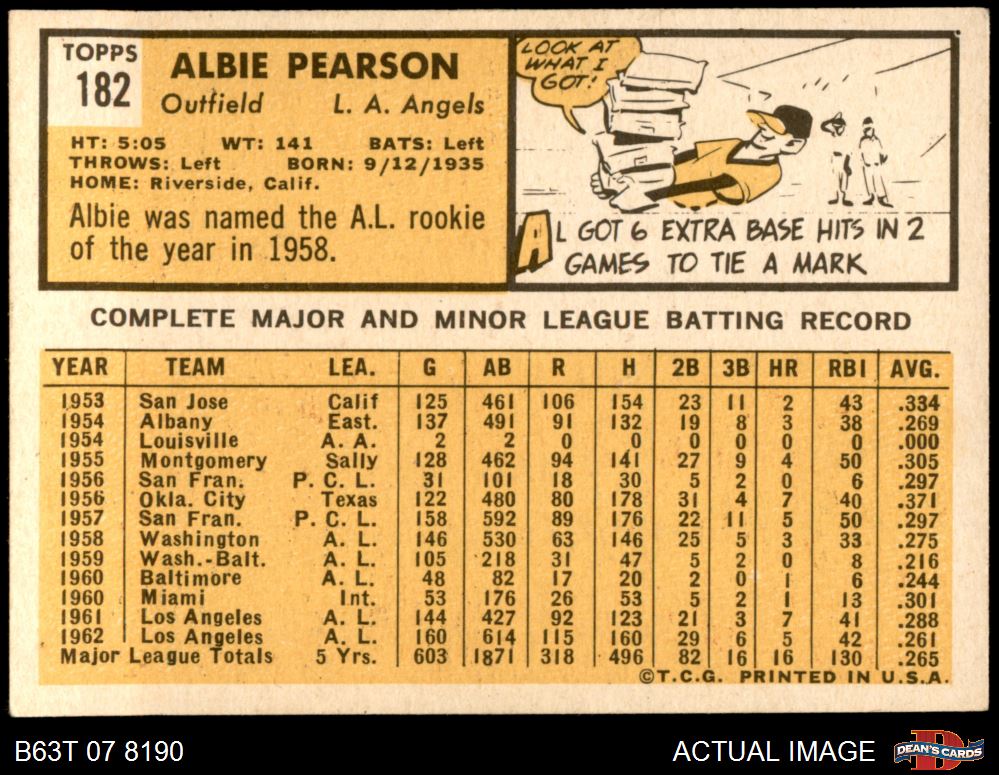 TOPPS
182
ALBIE PEARSON
Outfield L. A. Angels
HT: 5:05 WT: 141 BATS: Left
THROWS: Left BORN: 9/12/1935
HOME: Riverside, Calif.
Albie was named the A.L. rookie
of the year in 1958.
LOOK AT
WHAT I
GOT!
AL GOT 6 EXTRA BASE HITS IN 2
GAMES TO TIE A MARK
COMPLETE MAJOR AND MINOR LEAGUE BATTING RECORD
YEAR TEAM LEA. G AB R H 2B 3B HR RBI AVG.
1953 San Jose Calif 125 461 106 154 23 11 2 43 .334
1954 Albany East. 137 491 91 132 19 8 3 38 .269
1954 Louisville A. A. 2 2 0 0 0 0 0 0 .000
1955 Montgomery Sally 128 462 94 141 27 9 4 50 .305
1956 San Fran. P. C. L. 31 101 18 30 5 2 0 6 .297
1956 Okla. City Texas 122 480 80 178 31 4 7 40 .371
1957 San Fran. P. C. L. 158 592 89 176 22 11 5 50 .297
1958 Washington A. L. 146 530 63 146 25 5 3 33 .275
1959 Wash.-Balt. A. L. 105 218 31 47 5 2 0 8 .216
1960 Baltimore A. L. 48 82 17 20 2 0 1 6 .244
1960 Miami Int. 53 176 26 53 5 2 1 13 .301
1961 Los Angeles A. L. 144 427 92 123 21 3 7 41 .288
1962 Los Angeles A. L. 160 614 115 160 29 6 5 42 .261
Major League Totals 5 Yrs. 603 1871 318 496 82 16 16 130 .265
©T.C.G. PRINTED IN U.S.A.
B63T 07 8190 ACTUAL IMAGE
D
DEAN'S CARDS